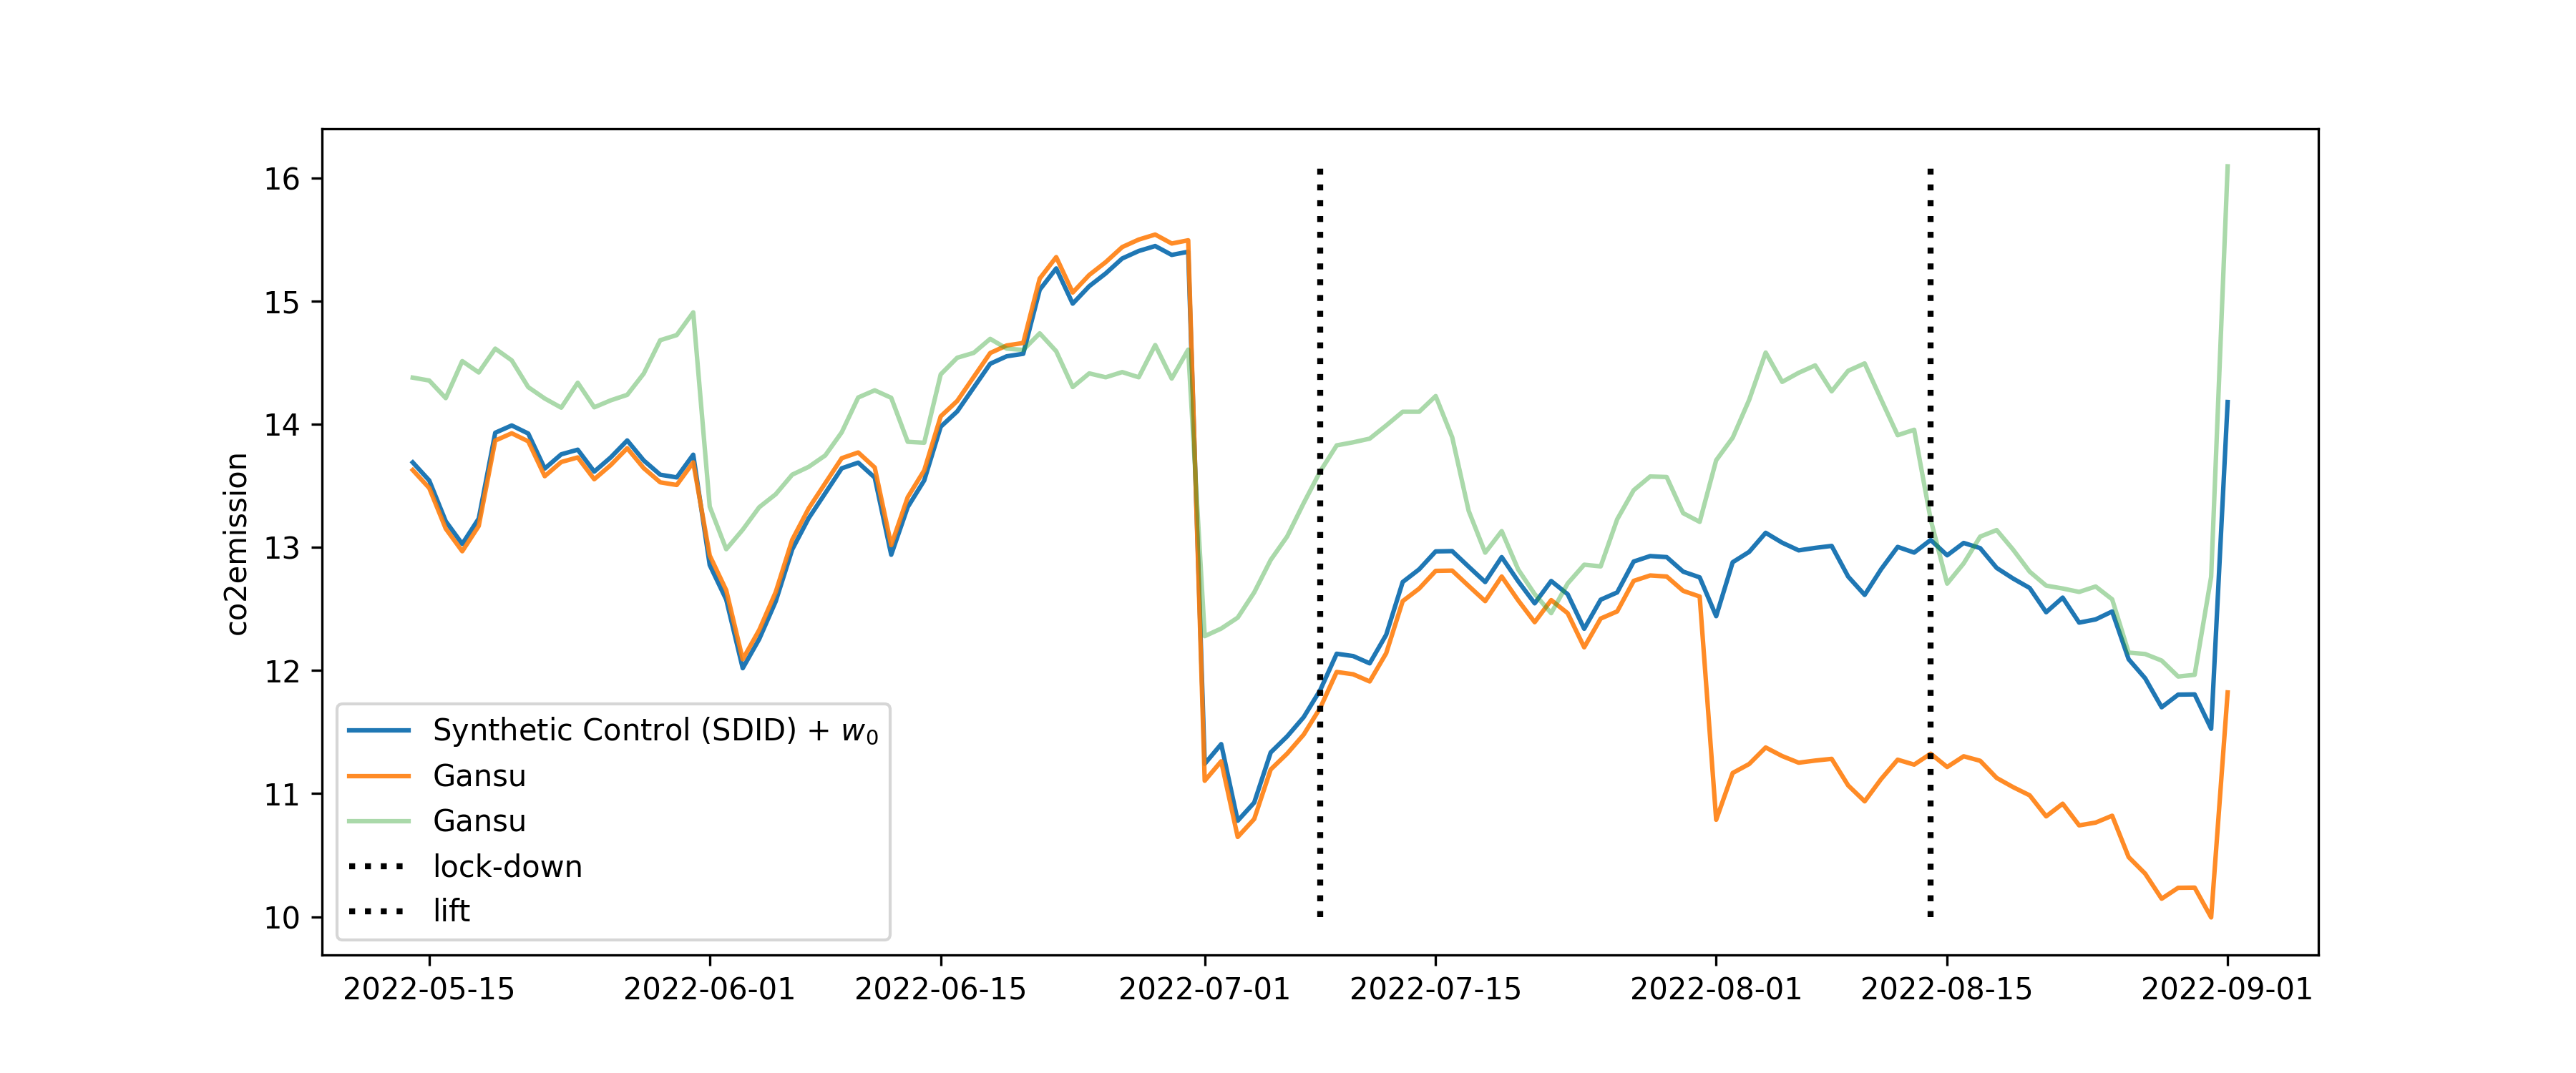 16
15
14
13
12
11
10
co2emission
Synthetic Control (SDID) + w₀
Gansu
Gansu
lock-down
lift
2022-05-15 2022-06-01 2022-06-15 2022-07-01 2022-07-15 2022-08-01 2022-08-15 2022-09-01